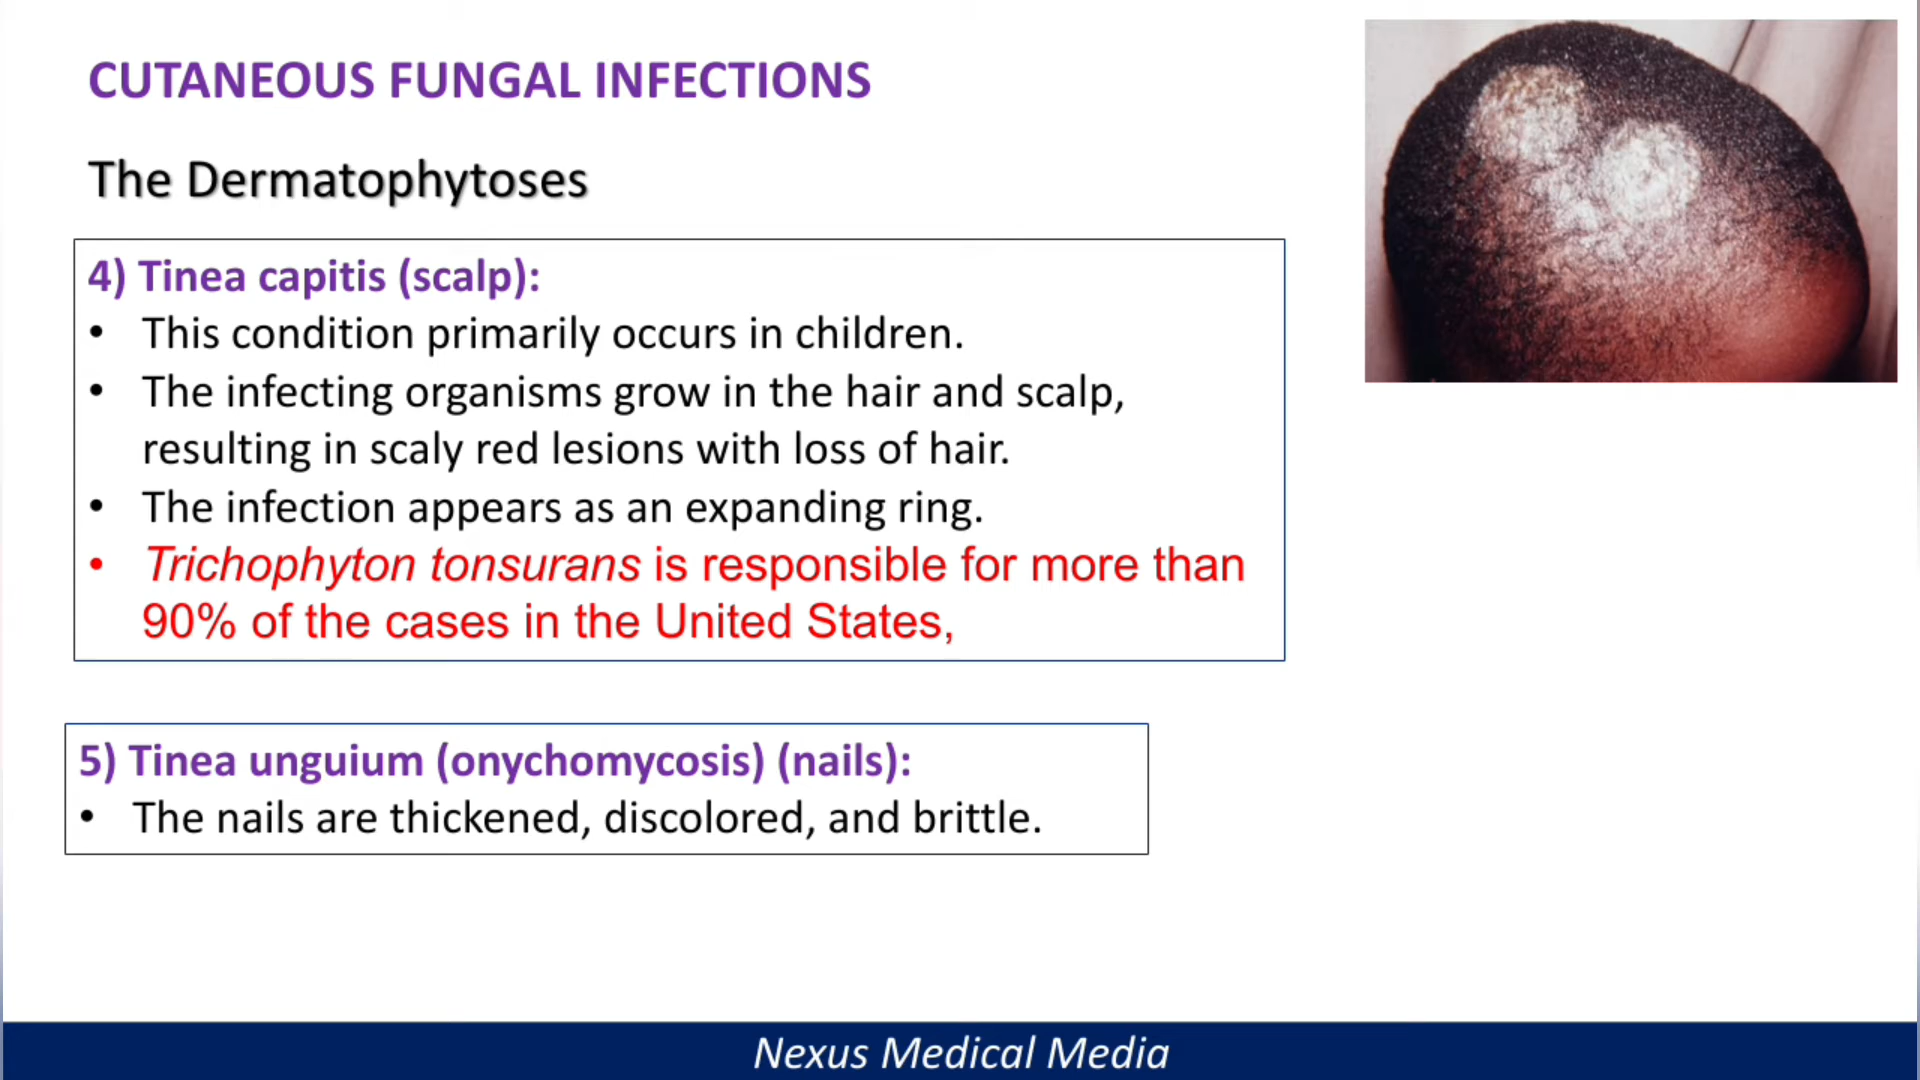 CUTANEOUS FUNGAL INFECTIONS
The Dermatophytoses
4) Tinea capitis (scalp):
• This condition primarily occurs in children.
• The infecting organisms grow in the hair and scalp,
resulting in scaly red lesions with loss of hair.
• The infection appears as an expanding ring.
• Trichophyton tonsurans is responsible for more than
90% of the cases in the United States,
5) Tinea unguium (onychomycosis) (nails):
• The nails are thickened, discolored, and brittle.
Nexus Medical Media